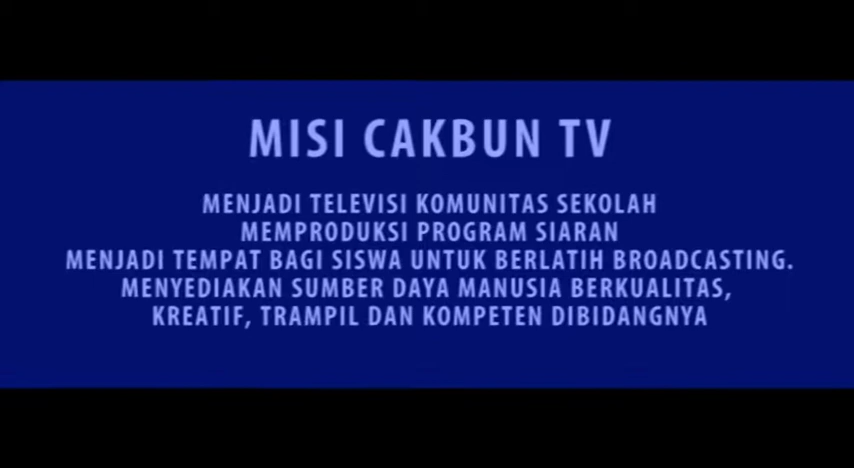 MISI CAKBUN TV
MENJADI TELEVISI KOMUNITAS SEKOLAH
MEMPRODUKSI PROGRAM SIARAN
MENJADI TEMPAT BAGI SISWA UNTUK BERLATIH BROADCASTING.
MENYEDIAKAN SUMBER DAYA MANUSIA BERKUALITAS,
KREATIF, TRAMPIL DAN KOMPETEN DIBIDANGNYA